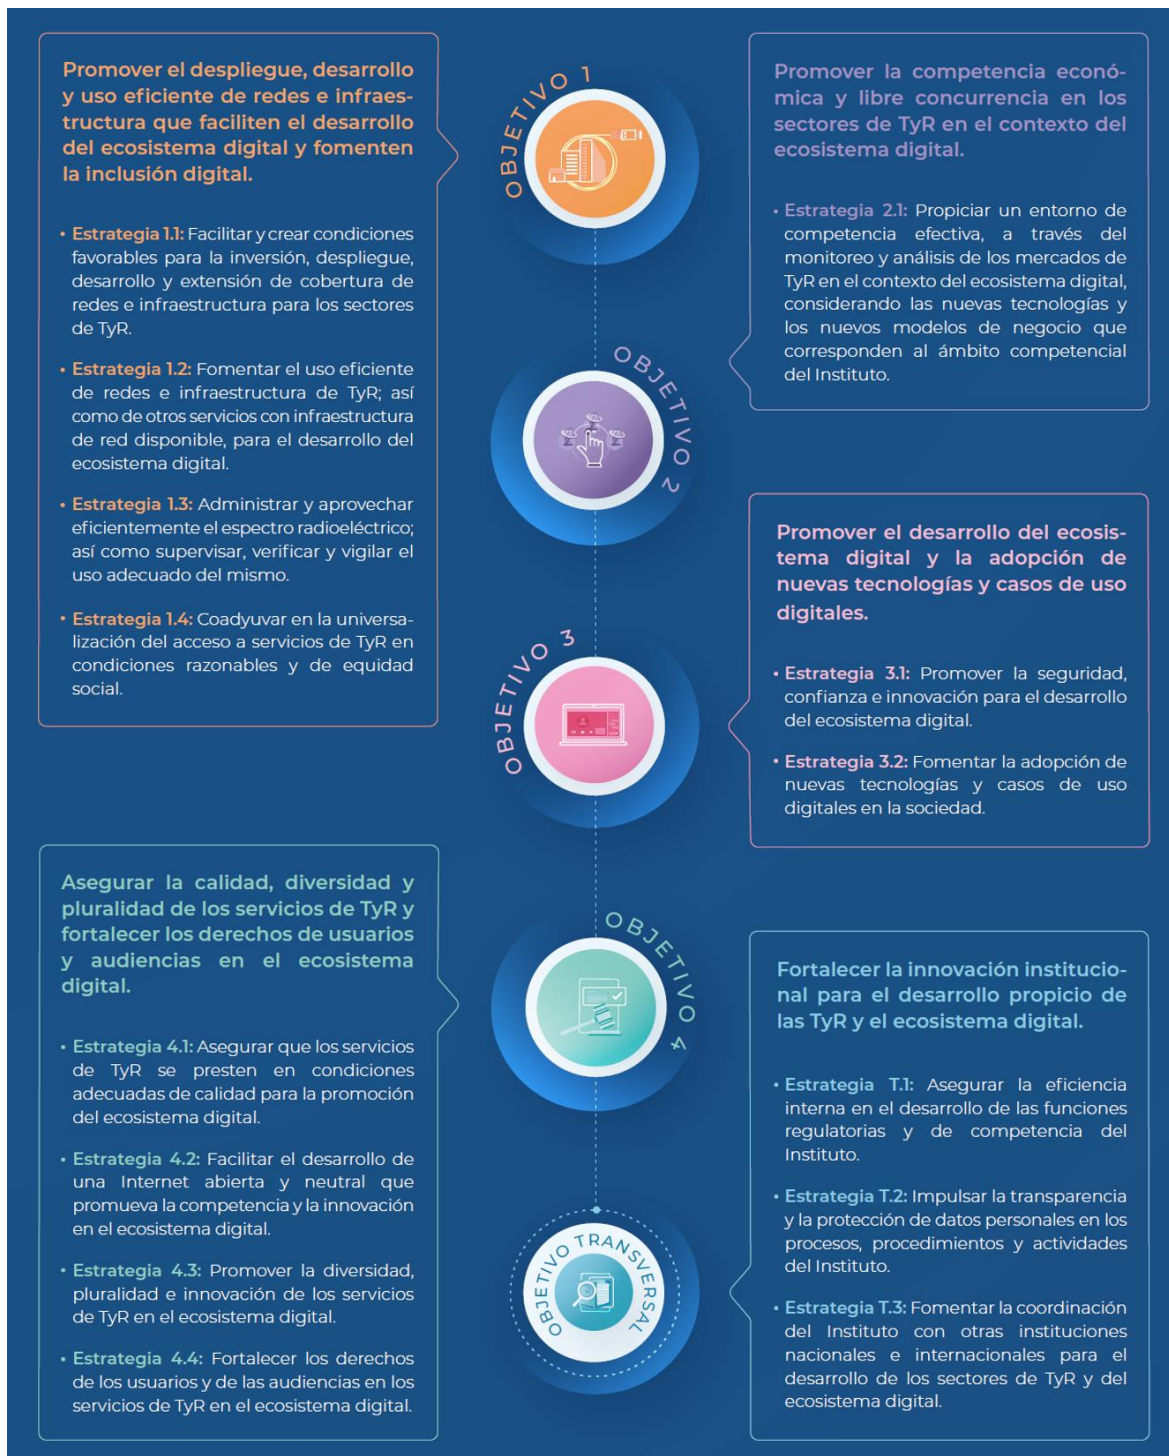 OBJETIVO 1
Promover el despliegue, desarrollo
y uso eficiente de redes e infraes-
tructura que faciliten el desarrollo
del ecosistema digital y fomenten
la inclusión digital.
• Estrategia 1.1: Facilitar y crear condiciones
favorables para la inversión, despliegue,
desarrollo y extensión de cobertura de
redes e infraestructura para los sectores
de TyR.
• Estrategia 1.2: Fomentar el uso eficiente
de redes e infraestructura de TyR; así
como de otros servicios con infraestructura
de red disponible, para el desarrollo del
ecosistema digital.
• Estrategia 1.3: Administrar y aprovechar
eficientemente el espectro radioeléctrico;
así como supervisar, verificar y vigilar el
uso adecuado del mismo.
• Estrategia 1.4: Coadyuvar en la universa-
lización del acceso a servicios de TyR en
condiciones razonables y de equidad
social.
OBJETIVO 2
Promover la competencia econó-
mica y libre concurrencia en los
sectores de TyR en el contexto del
ecosistema digital.
• Estrategia 2.1: Propiciar un entorno de
competencia efectiva, a través del
monitoreo y análisis de los mercados de
TyR en el contexto del ecosistema digital,
considerando las nuevas tecnologías y
los nuevos modelos de negocio que
corresponden al ámbito competencial
del Instituto.
OBJETIVO 3
Promover el desarrollo del ecosis-
tema digital y la adopción de
nuevas tecnologías y casos de uso
digitales.
• Estrategia 3.1: Promover la seguridad,
confianza e innovación para el desarrollo
del ecosistema digital.
• Estrategia 3.2: Fomentar la adopción de
nuevas tecnologías y casos de uso
digitales en la sociedad.
OBJETIVO 4
Asegurar la calidad, diversidad y
pluralidad de los servicios de TyR y
fortalecer los derechos de usuarios
y audiencias en el ecosistema
digital.
• Estrategia 4.1: Asegurar que los servicios
de TyR se presten en condiciones
adecuadas de calidad para la promoción
del ecosistema digital.
• Estrategia 4.2: Facilitar el desarrollo de
una Internet abierta y neutral que
promueva la competencia y la innovación
en el ecosistema digital.
• Estrategia 4.3: Promover la diversidad,
pluralidad e innovación de los servicios
de TyR en el ecosistema digital.
• Estrategia 4.4: Fortalecer los derechos
de los usuarios y de las audiencias en los
servicios de TyR en el ecosistema digital.
OBJETIVO TRANSVERSAL
Fortalecer la innovación institucio-
nal para el desarrollo propicio de
las TyR y el ecosistema digital.
• Estrategia T.1: Asegurar la eficiencia
interna en el desarrollo de las funciones
regulatorias y de competencia del
Instituto.
• Estrategia T.2: Impulsar la transparencia
y la protección de datos personales en los
procesos, procedimientos y actividades
del Instituto.
• Estrategia T.3: Fomentar la coordinación
del Instituto con otras instituciones
nacionales e internacionales para el
desarrollo de los sectores de TyR y del
ecosistema digital.